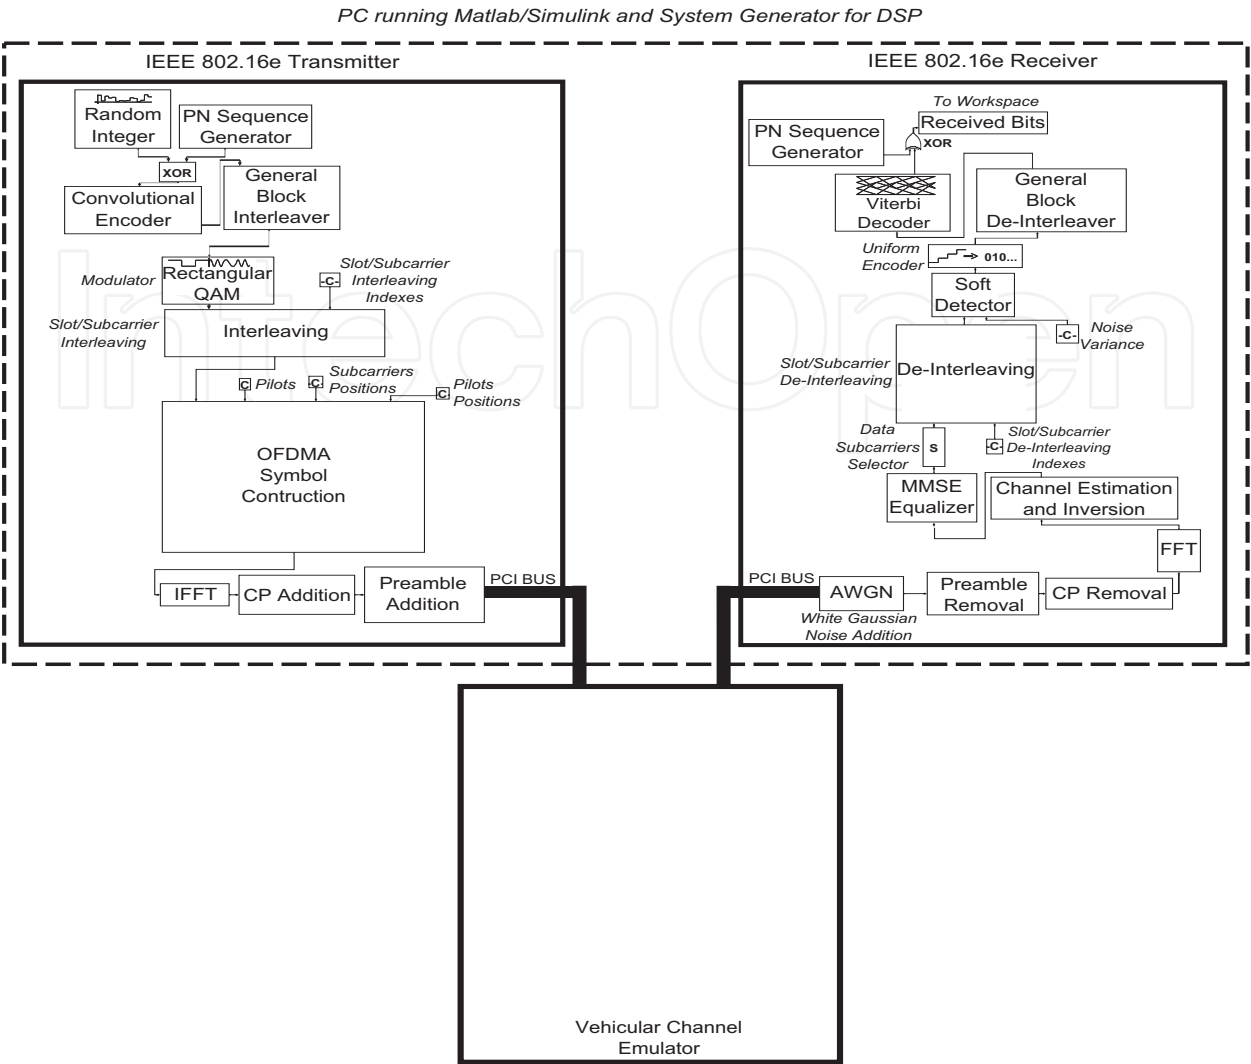 PC running Matlab/Simulink and System Generator for DSP
IEEE 802.16e Transmitter
Random
Integer
PN Sequence
Generator
XOR
Convolutional
Encoder
General
Block
Interleaver
Modulator
Rectangular
QAM
-C-
Slot/Subcarrier
Interleaving
Indexes
Slot/Subcarrier
Interleaving
Interleaving
C
Pilots
-C-
Subcarriers
Positions
C
Pilots
Positions
OFDMA
Symbol
Contruction
IFFT
CP Addition
Preamble
Addition
PCI BUS
IEEE 802.16e Receiver
To Workspace
Received Bits
PN Sequence
Generator
XOR
Viterbi
Decoder
General
Block
De-Interleaver
Uniform
Encoder
010...
Soft
Detector
-C-
Noise
Variance
Slot/Subcarrier
De-Interleaving
De-Interleaving
Data
Subcarriers
Selector
S
-C-
Slot/Subcarrier
De-Interleaving
Indexes
MMSE
Equalizer
Channel Estimation
and Inversion
FFT
PCI BUS
AWGN
White Gaussian
Noise Addition
Preamble
Removal
CP Removal
Vehicular Channel
Emulator
IntechOpen